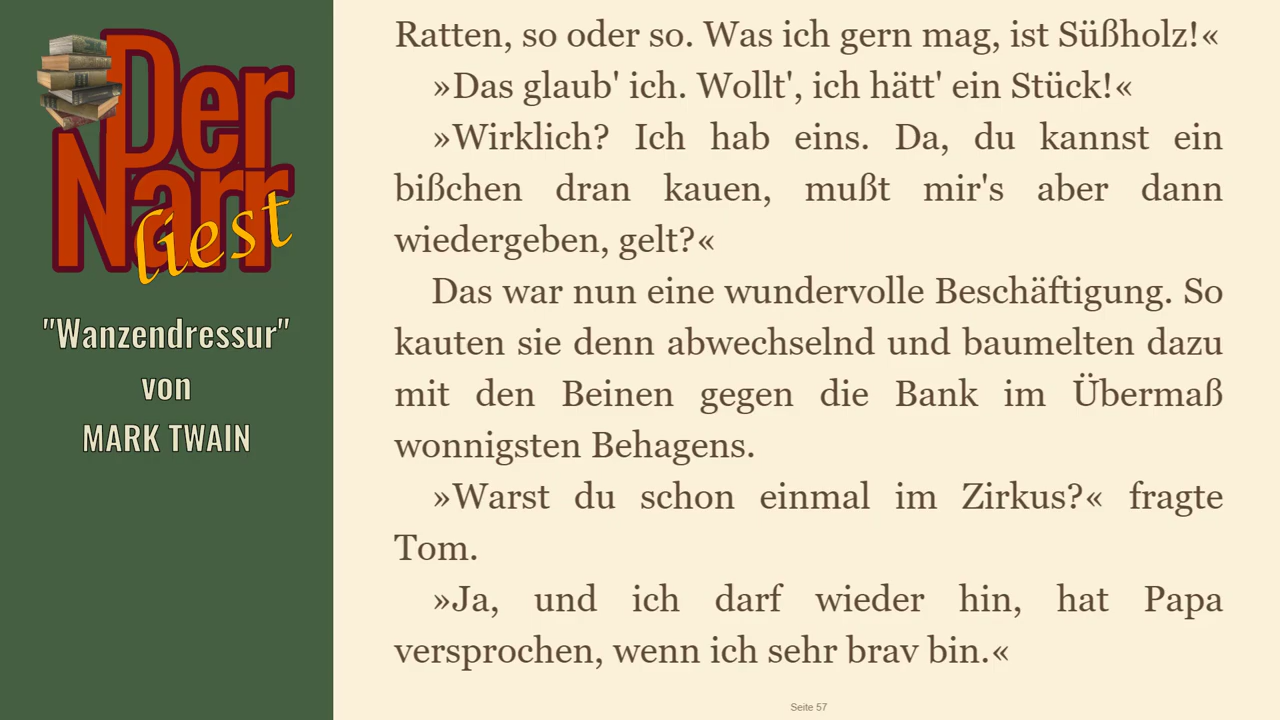 Der
Narr
liest
"Wanzendressur"
von
MARK TWAIN
Ratten, so oder so. Was ich gern mag, ist Süßholz!«
»Das glaub' ich. Wollt', ich hätt' ein Stück!«
»Wirklich? Ich hab eins. Da, du kannst ein
bißchen dran kauen, mußt mir's aber dann
wiedergeben, gelt?«
Das war nun eine wundervolle Beschäftigung. So
kauten sie denn abwechselnd und baumelten dazu
mit den Beinen gegen die Bank im Übermaß
wonnigsten Behagens.
»Warst du schon einmal im Zirkus?« fragte
Tom.
»Ja, und ich darf wieder hin, hat Papa
versprochen, wenn ich sehr brav bin.«
Seite 57